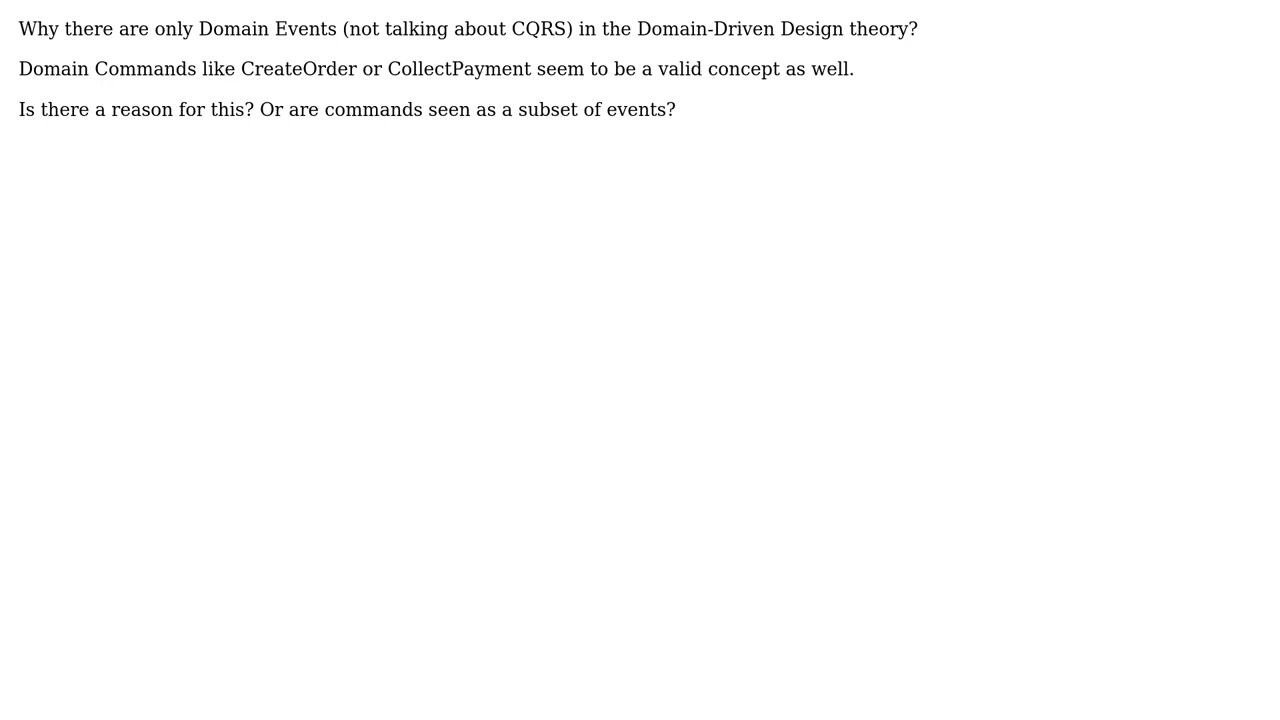 Why there are only Domain Events (not talking about CQRS) in the Domain-Driven Design theory?
Domain Commands like CreateOrder or CollectPayment seem to be a valid concept as well.
Is there a reason for this? Or are commands seen as a subset of events?